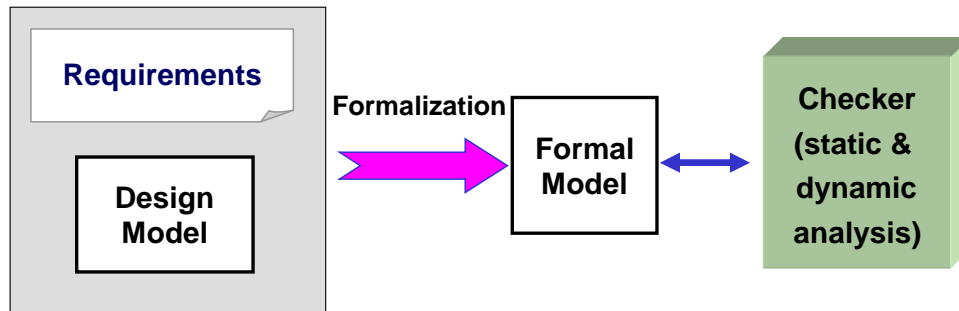 Requirements
Design
Model
Formalization
Formal
Model
Checker
(static &
dynamic
analysis)